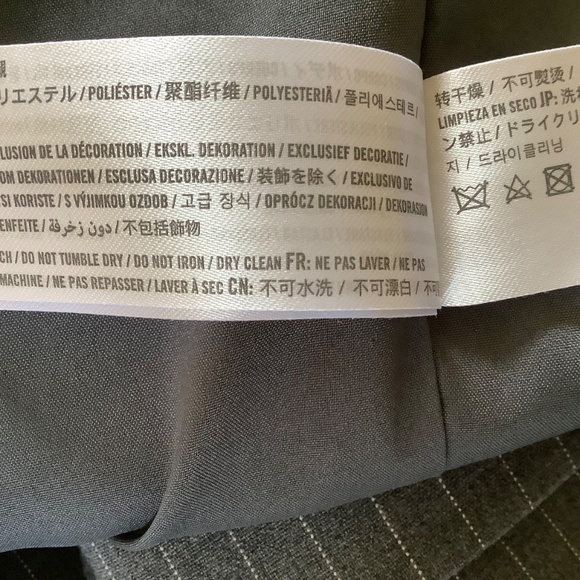 リエステル / POLIÉSTER / 聚酯纤维 / POLYESTERIÄ / 폴리에스테르 /
LUSION DE LA DÉCORATION / EKSKL. DEKORATION / EXCLUSIEF DECORATIE /
OM DEKORATIONEN / ESCLUSA DECORAZIONE / 装飾を除く / EXCLUSIVO DE
SI KORISTE / S VÝJIMKOU OZDOB / 고급 장식 / OPRÓCZ DEKORACJI / DEKORASJON
ENFEITE / دون زخرفة / 不包括飾物
CH / DO NOT TUMBLE DRY / DO NOT IRON / DRY CLEAN FR: NE PAS LAVER / NE PAS
MACHINE / NE PAS REPASSER / LAVER À SEC CN: 不可水洗 / 不可漂白 / 不可
转干燥 / 不可熨烫 /
LIMPIEZA EN SECO JP: 洗
ン禁止 / ドライクリ
지 / 드라이 클리닝